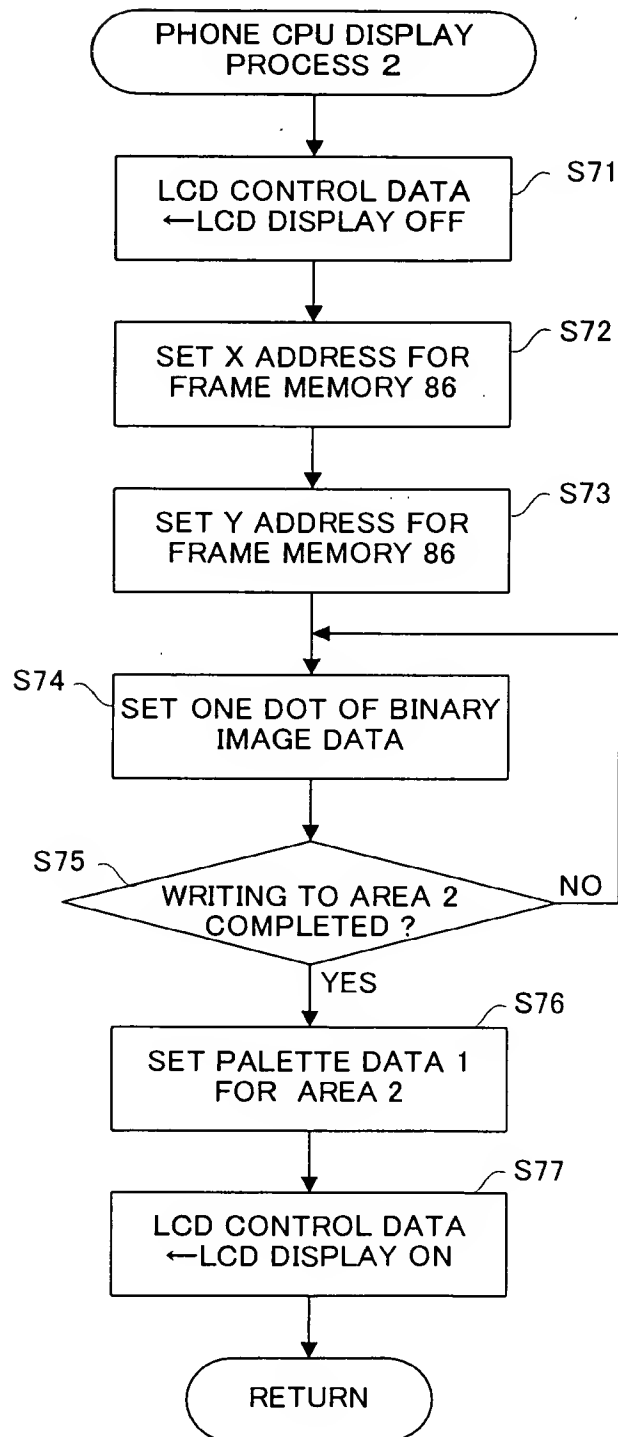 PHONE CPU DISPLAY
PROCESS 2
S71
LCD CONTROL DATA
←LCD DISPLAY OFF
S72
SET X ADDRESS FOR
FRAME MEMORY 86
S73
SET Y ADDRESS FOR
FRAME MEMORY 86
S74
SET ONE DOT OF BINARY
IMAGE DATA
S75
WRITING TO AREA 2
COMPLETED ?
NO
YES
S76
SET PALETTE DATA 1
FOR AREA 2
S77
LCD CONTROL DATA
←LCD DISPLAY ON
RETURN